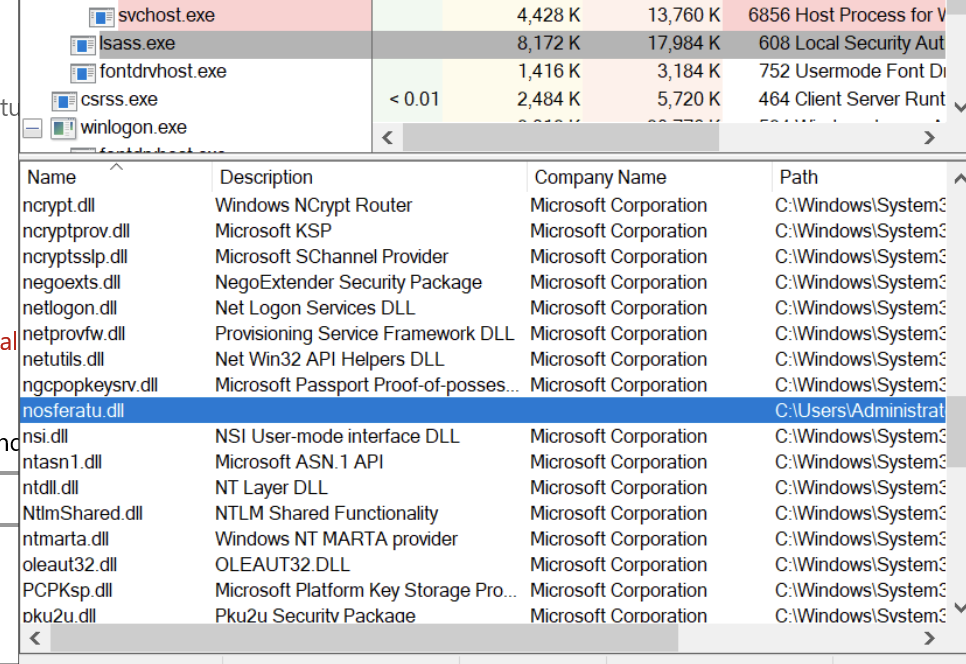 svchost.exe 4,428 K 13,760 K 6856 Host Process for W
lsass.exe 8,172 K 17,984 K 608 Local Security Aut
fontdrvhost.exe 1,416 K 3,184 K 752 Usermode Font Dr
csrss.exe < 0.01 2,484 K 5,720 K 464 Client Server Runt
winlogon.exe
fontdrvhost.exe
Name Description Company Name Path
ncrypt.dll Windows NCrypt Router Microsoft Corporation C:\Windows\System3
ncryptprov.dll Microsoft KSP Microsoft Corporation C:\Windows\System3
ncryptsslp.dll Microsoft SChannel Provider Microsoft Corporation C:\Windows\System3
negoexts.dll NegoExtender Security Package Microsoft Corporation C:\Windows\System3
netlogon.dll Net Logon Services DLL Microsoft Corporation C:\Windows\System3
netprovfw.dll Provisioning Service Framework DLL Microsoft Corporation C:\Windows\System3
netutils.dll Net Win32 API Helpers DLL Microsoft Corporation C:\Windows\System3
ngcpopkeysrv.dll Microsoft Passport Proof-of-posses... Microsoft Corporation C:\Windows\System3
nosferatu.dll C:\Users\Administrat
nsi.dll NSI User-mode interface DLL Microsoft Corporation C:\Windows\System3
ntasn1.dll Microsoft ASN.1 API Microsoft Corporation C:\Windows\System3
ntdll.dll NT Layer DLL Microsoft Corporation C:\Windows\System3
NtlmShared.dll NTLM Shared Functionality Microsoft Corporation C:\Windows\System3
ntmarta.dll Windows NT MARTA provider Microsoft Corporation C:\Windows\System3
oleaut32.dll OLEAUT32.DLL Microsoft Corporation C:\Windows\System3
PCPKsp.dll Microsoft Platform Key Storage Pro... Microsoft Corporation C:\Windows\System3
pku2u.dll Pku2u Security Package Microsoft Corporation C:\Windows\System3